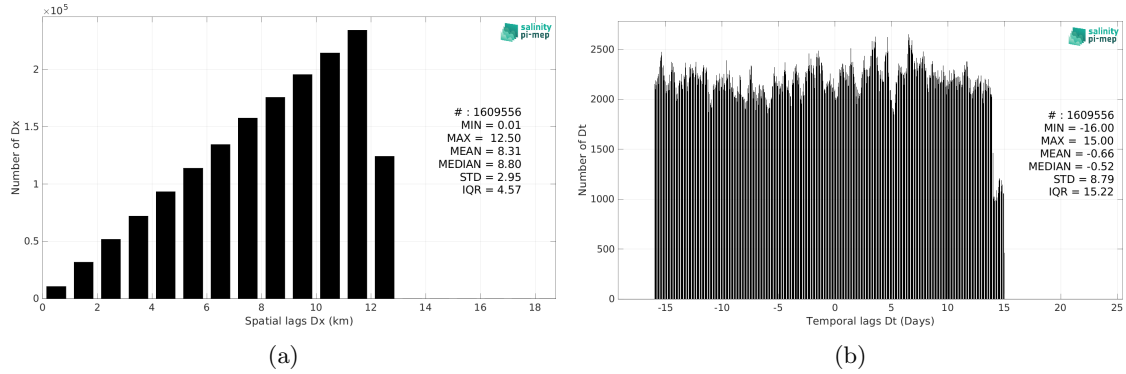 ×10⁵
salinity
pi-mep
2
1.5
1
0.5
0
Number of Dx
# : 1609556
MIN = 0.01
MAX = 12.50
MEAN = 8.31
MEDIAN = 8.80
STD = 2.95
IQR = 4.57
0 2 4 6 8 10 12 14 16 18
Spatial lags Dx (km)
(a)
salinity
pi-mep
2500
2000
1500
1000
500
0
Number of Dt
# : 1609556
MIN = -16.00
MAX = 15.00
MEAN = -0.66
MEDIAN = -0.52
STD = 8.79
IQR = 15.22
-15 -10 -5 0 5 10 15 20 25
Temporal lags Dt (Days)
(b)